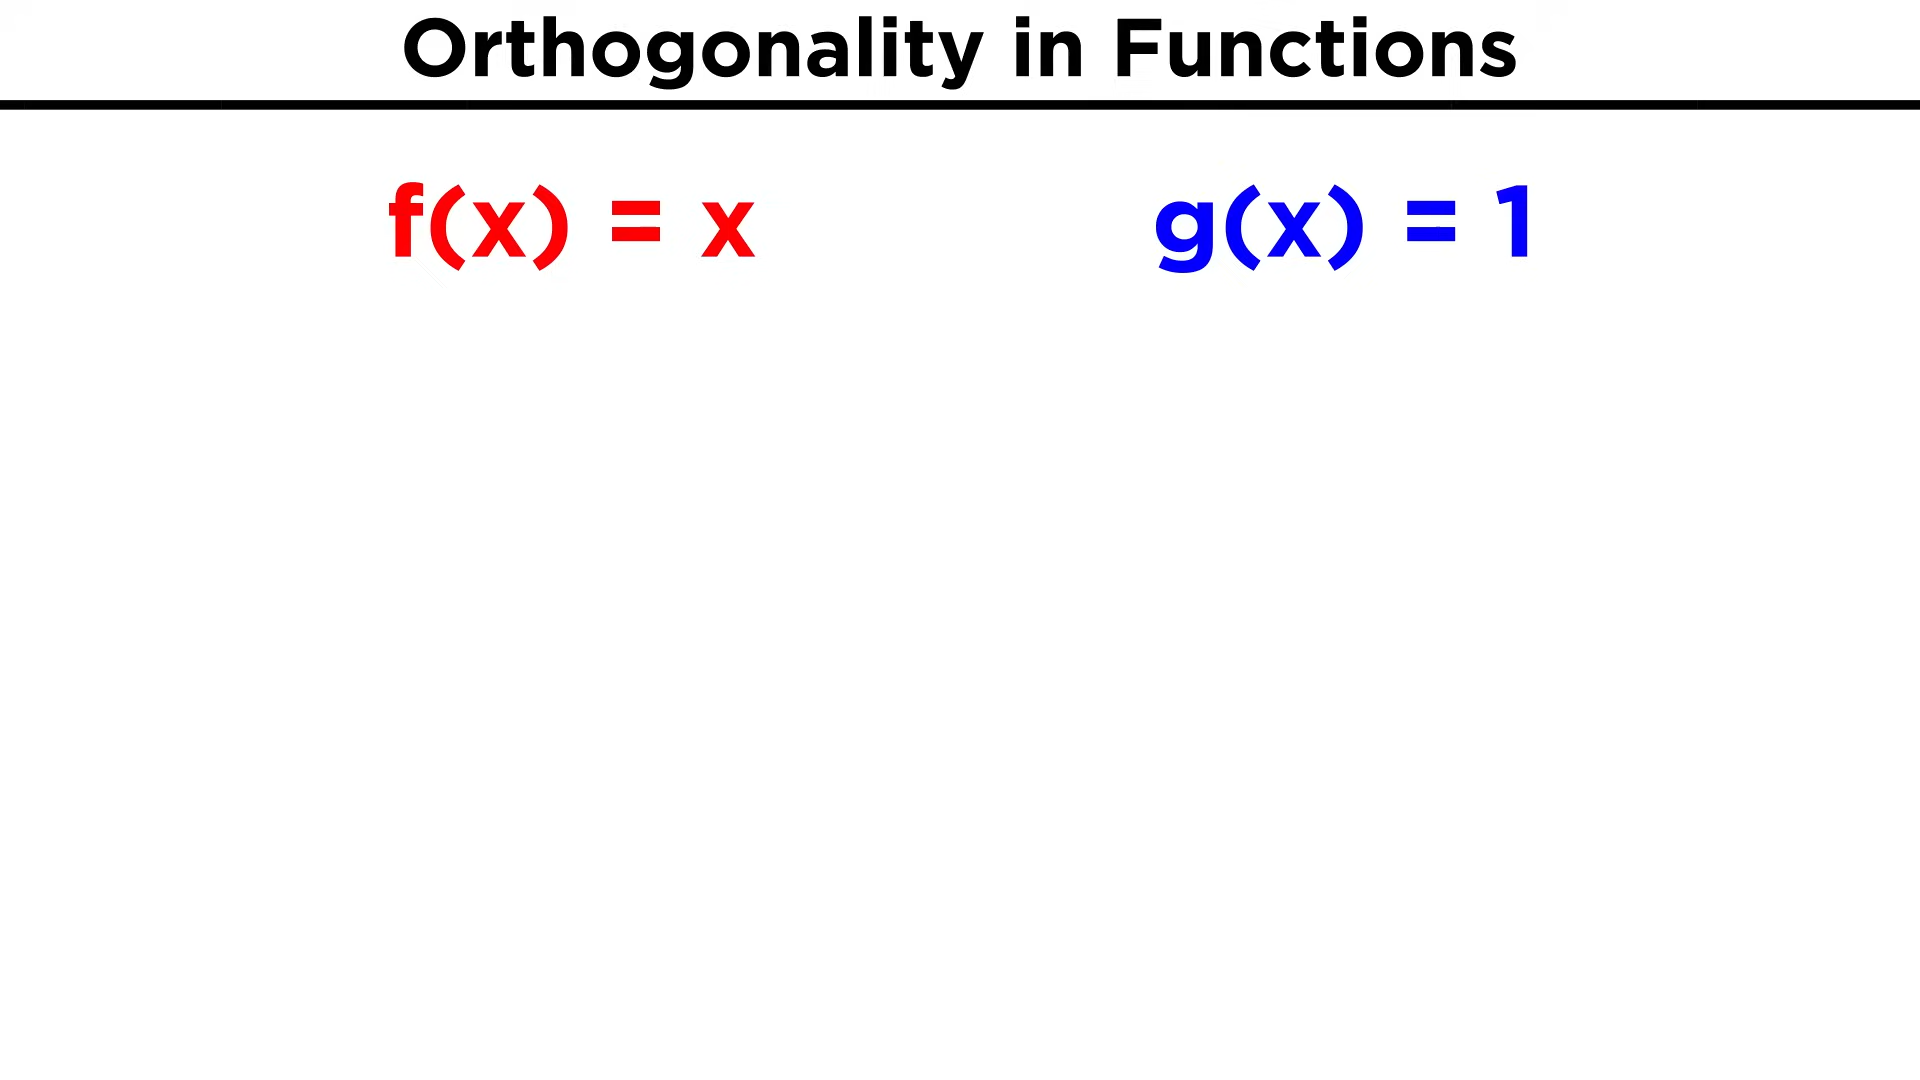 Orthogonality in Functions
f(x) = x g(x) = 1